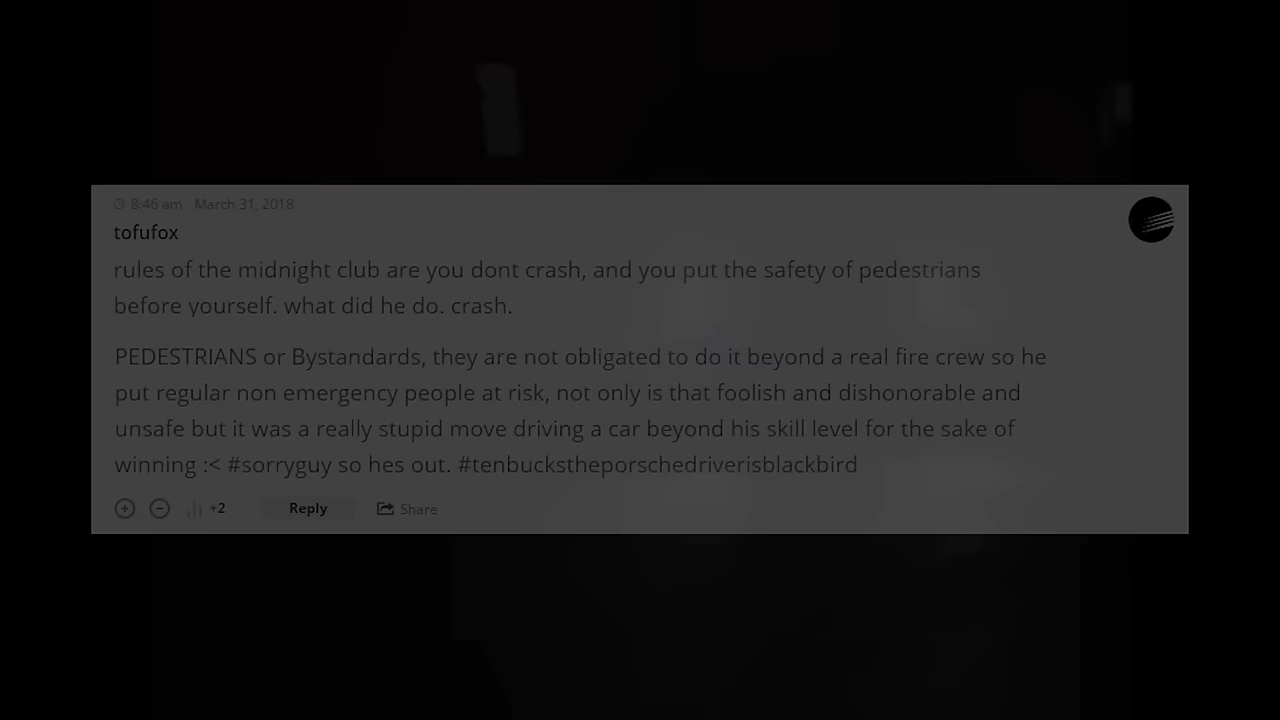 8:46 am March 31, 2018
tofufox
rules of the midnight club are you dont crash, and you put the safety of pedestrians
before yourself. what did he do. crash.
PEDESTRIANS or Bystandards, they are not obligated to do it beyond a real fire crew so he
put regular non emergency people at risk, not only is that foolish and dishonorable and
unsafe but it was a really stupid move driving a car beyond his skill level for the sake of
winning :< #sorryguy so hes out. #tenbuckstheporschedriverisblackbird
+2 Reply Share